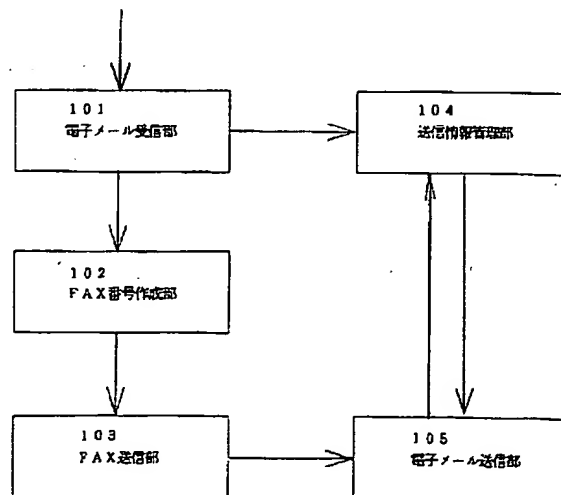 101
電子メール受信部
104
送信情報管理部
102
FAX番号作成部
103
FAX送信部
105
電子メール送信部